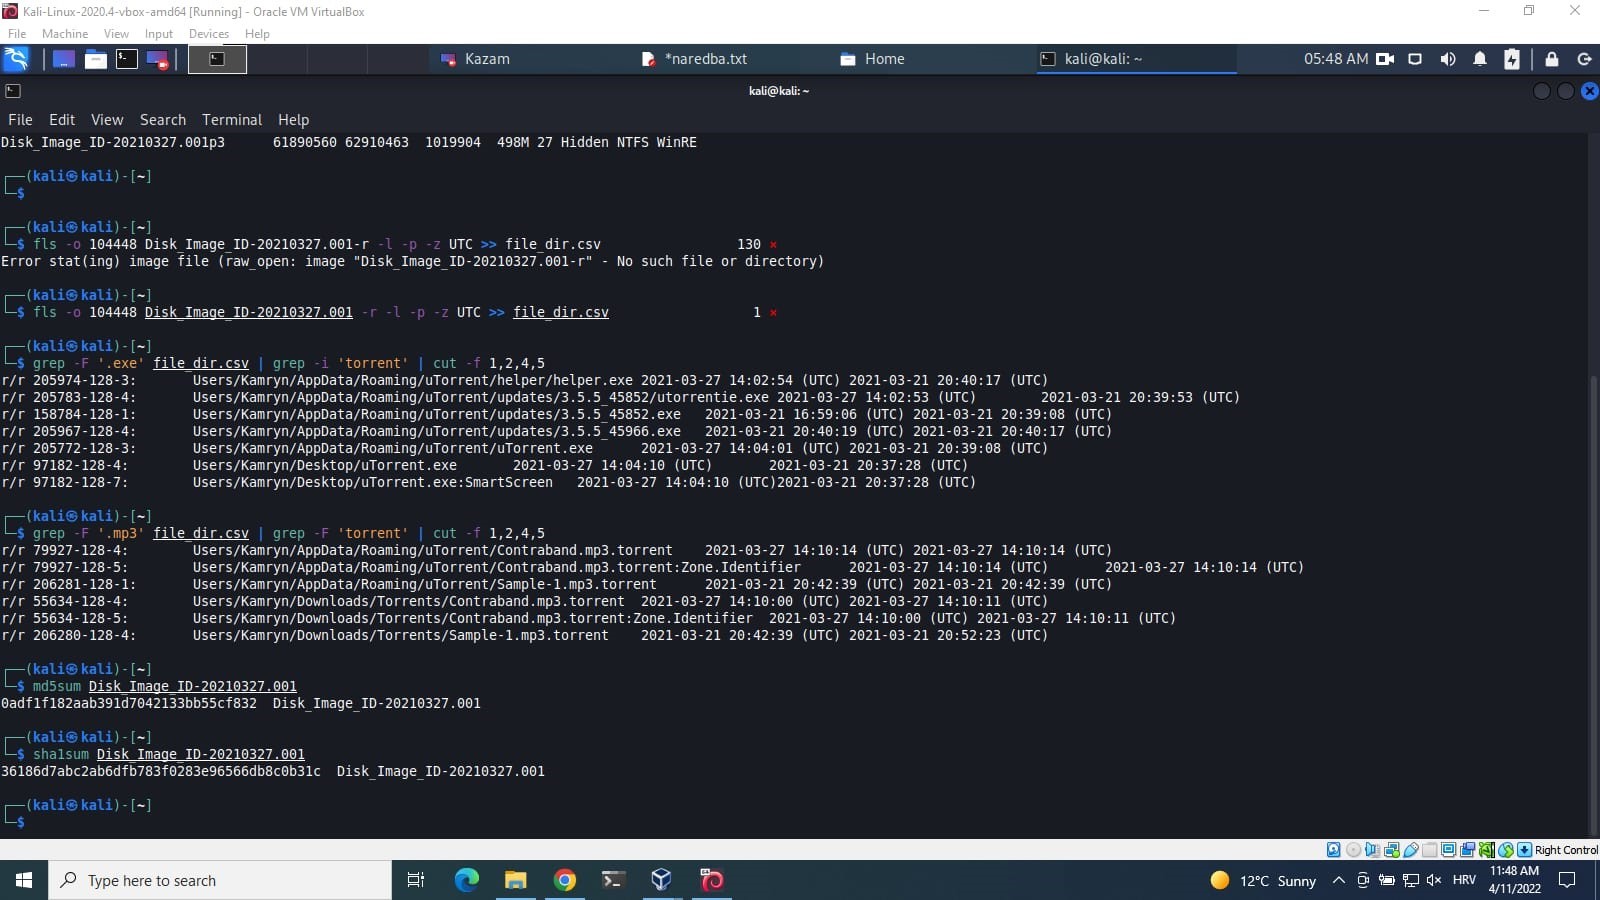 Kali-Linux-2020.4-vbox-amd64 [Running] - Oracle VM VirtualBox
File Machine View Input Devices Help
Kazam *naredba.txt Home kali@kali: ~ 05:48 AM
kali@kali: ~
File Edit View Search Terminal Help
Disk_Image_ID-20210327.001p3      61890560 62910463  1019904  498M 27 Hidden NTFS WinRE
┌──(kali㉿kali)-[~]
└─$
┌──(kali㉿kali)-[~]
└─$ fls -o 104448 Disk_Image_ID-20210327.001-r -l -p -z UTC >> file_dir.csv                 130 ×
Error stat(ing) image file (raw_open: image "Disk_Image_ID-20210327.001-r" - No such file or directory)
┌──(kali㉿kali)-[~]
└─$ fls -o 104448 Disk_Image_ID-20210327.001 -r -l -p -z UTC >> file_dir.csv                  1 ×
┌──(kali㉿kali)-[~]
└─$ grep -F '.exe' file_dir.csv | grep -i 'torrent' | cut -f 1,2,4,5
r/r 205974-128-3:       Users/Kamryn/AppData/Roaming/uTorrent/helper/helper.exe 2021-03-27 14:02:54 (UTC) 2021-03-21 20:40:17 (UTC)
r/r 205783-128-4:       Users/Kamryn/AppData/Roaming/uTorrent/updates/3.5.5_45852/utorrentie.exe 2021-03-27 14:02:53 (UTC)        2021-03-21 20:39:53 (UTC)
r/r 158784-128-1:       Users/Kamryn/AppData/Roaming/uTorrent/updates/3.5.5_45852.exe   2021-03-21 16:59:06 (UTC) 2021-03-21 20:39:08 (UTC)
r/r 205967-128-4:       Users/Kamryn/AppData/Roaming/uTorrent/updates/3.5.5_45966.exe   2021-03-21 20:40:19 (UTC) 2021-03-21 20:40:17 (UTC)
r/r 205772-128-3:       Users/Kamryn/AppData/Roaming/uTorrent/uTorrent.exe      2021-03-27 14:04:01 (UTC) 2021-03-21 20:39:08 (UTC)
r/r 97182-128-4:        Users/Kamryn/Desktop/uTorrent.exe       2021-03-27 14:04:10 (UTC)       2021-03-21 20:37:28 (UTC)
r/r 97182-128-7:        Users/Kamryn/Desktop/uTorrent.exe:SmartScreen   2021-03-27 14:04:10 (UTC)2021-03-21 20:37:28 (UTC)
┌──(kali㉿kali)-[~]
└─$ grep -F '.mp3' file_dir.csv | grep -F 'torrent' | cut -f 1,2,4,5
r/r 79927-128-4:        Users/Kamryn/AppData/Roaming/uTorrent/Contraband.mp3.torrent    2021-03-27 14:10:14 (UTC) 2021-03-27 14:10:14 (UTC)
r/r 79927-128-5:        Users/Kamryn/AppData/Roaming/uTorrent/Contraband.mp3.torrent:Zone.Identifier      2021-03-27 14:10:14 (UTC)       2021-03-27 14:10:14 (UTC)
r/r 206281-128-1:       Users/Kamryn/AppData/Roaming/uTorrent/Sample-1.mp3.torrent      2021-03-21 20:42:39 (UTC) 2021-03-21 20:42:39 (UTC)
r/r 55634-128-4:        Users/Kamryn/Downloads/Torrents/Contraband.mp3.torrent  2021-03-27 14:10:00 (UTC) 2021-03-27 14:10:11 (UTC)
r/r 55634-128-5:        Users/Kamryn/Downloads/Torrents/Contraband.mp3.torrent:Zone.Identifier  2021-03-27 14:10:00 (UTC) 2021-03-27 14:10:11 (UTC)
r/r 206280-128-4:       Users/Kamryn/Downloads/Torrents/Sample-1.mp3.torrent    2021-03-21 20:42:39 (UTC) 2021-03-21 20:52:23 (UTC)
┌──(kali㉿kali)-[~]
└─$ md5sum Disk_Image_ID-20210327.001
0adf1f182aab391d7042133bb55cf832  Disk_Image_ID-20210327.001
┌──(kali㉿kali)-[~]
└─$ sha1sum Disk_Image_ID-20210327.001
36186d7abc2ab6dfb783f0283e96566db8c0b31c  Disk_Image_ID-20210327.001
┌──(kali㉿kali)-[~]
└─$
Right Control
Type here to search
12°C Sunny HRV 11:48 AM
4/11/2022